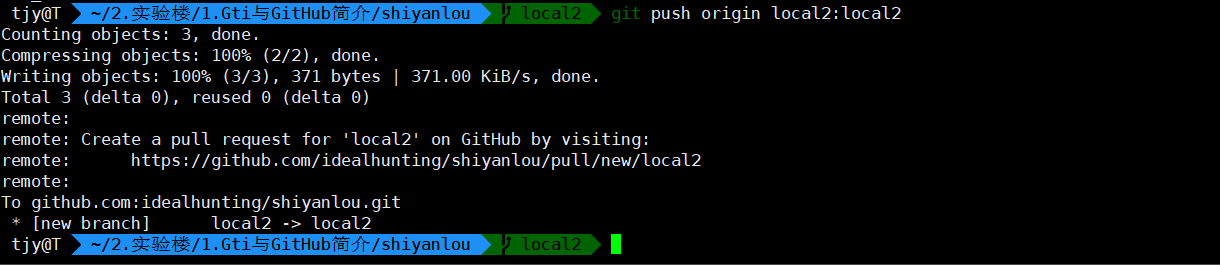 tjy@T ~/2.实验楼/1.Gti与GitHub简介/shiyanlou local2 git push origin local2:local2
Counting objects: 3, done.
Compressing objects: 100% (2/2), done.
Writing objects: 100% (3/3), 371 bytes | 371.00 KiB/s, done.
Total 3 (delta 0), reused 0 (delta 0)
remote:
remote: Create a pull request for 'local2' on GitHub by visiting:
remote:      https://github.com/idealhunting/shiyanlou/pull/new/local2
remote:
To github.com:idealhunting/shiyanlou.git
 * [new branch]      local2 -> local2
tjy@T ~/2.实验楼/1.Gti与GitHub简介/shiyanlou local2